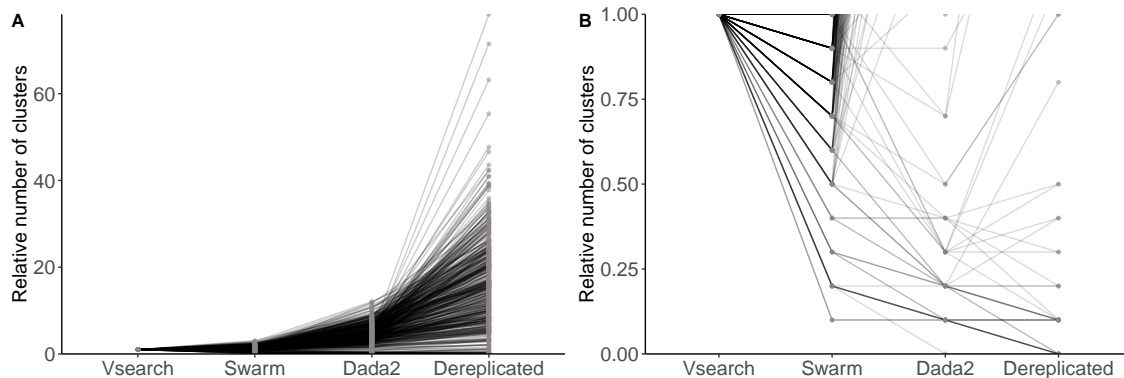 A
Relative number of clusters
60
40
20
0
Vsearch
Swarm
Dada2
Dereplicated
B
Relative number of clusters
1.00
0.75
0.50
0.25
0.00
Vsearch
Swarm
Dada2
Dereplicated